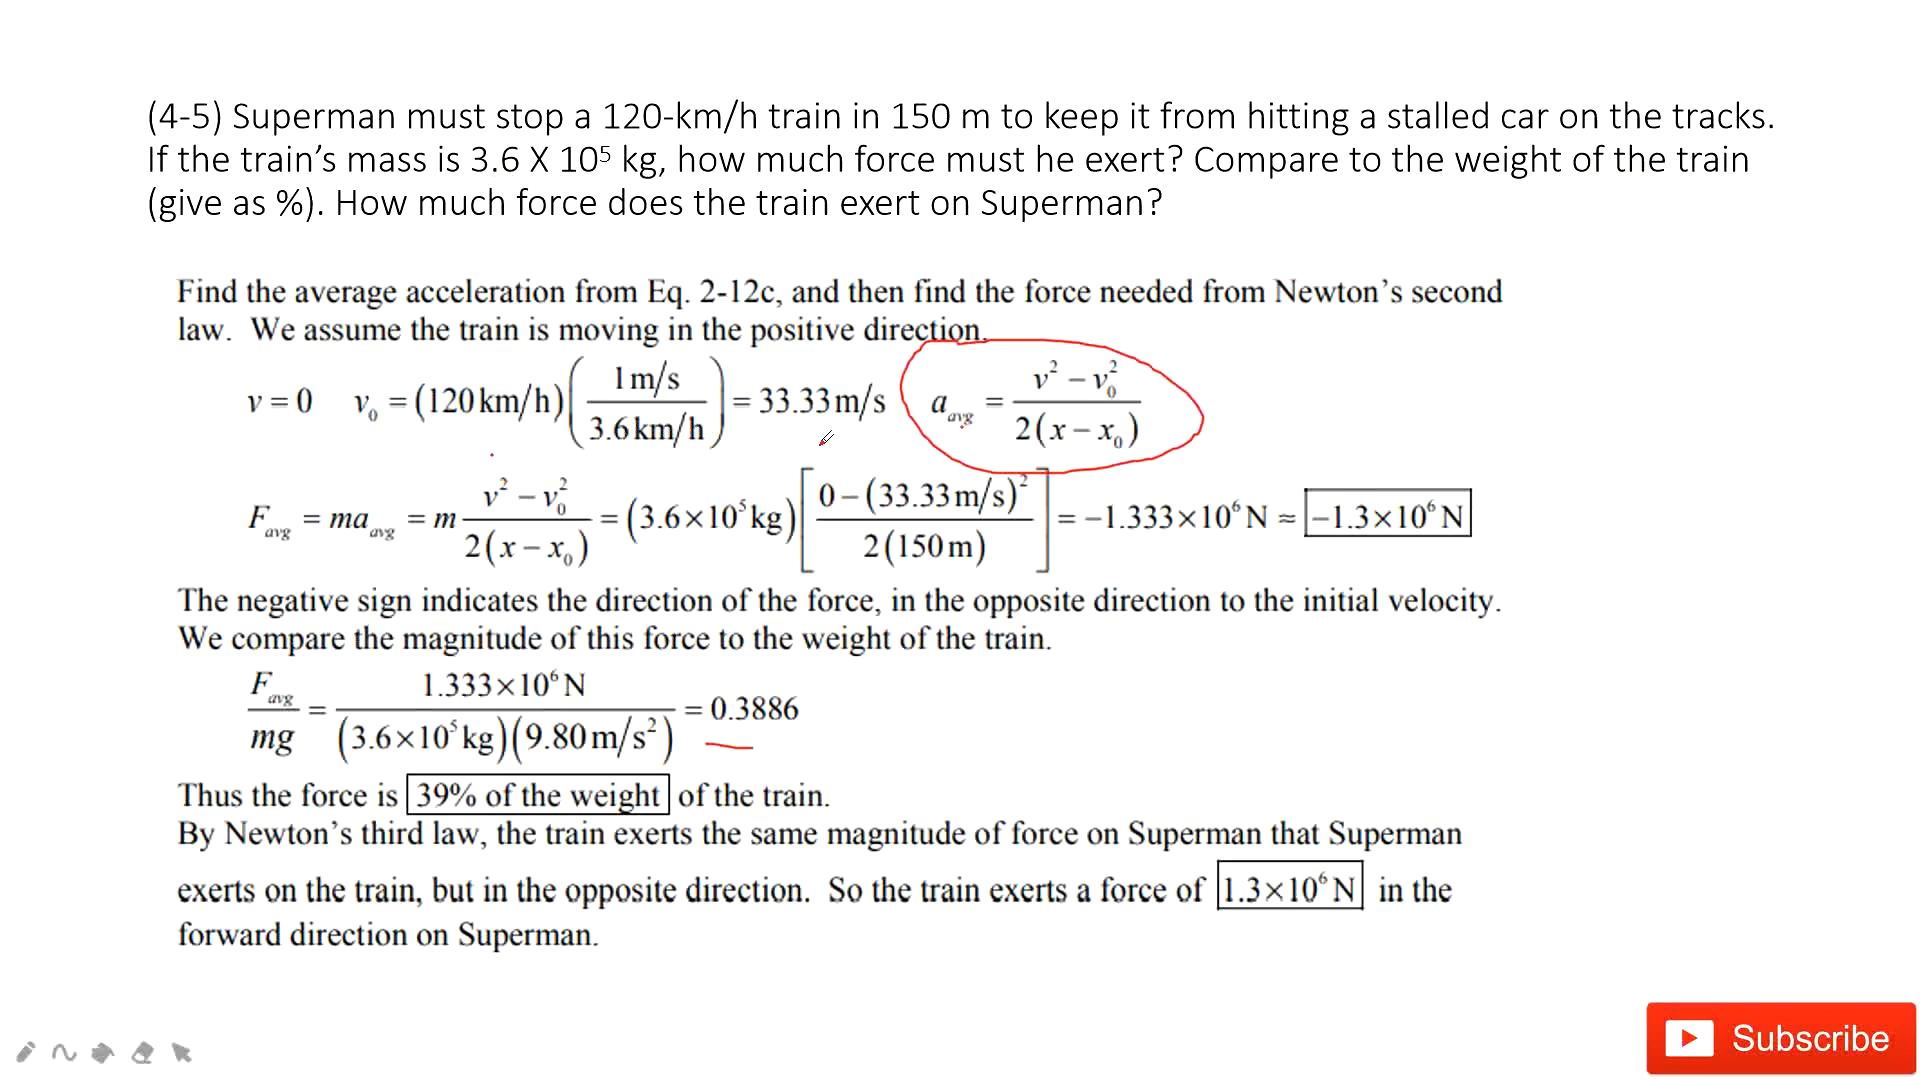 (4-5) Superman must stop a 120-km/h train in 150 m to keep it from hitting a stalled car on the tracks.
If the train’s mass is 3.6 X 10⁵ kg, how much force must he exert? Compare to the weight of the train
(give as %). How much force does the train exert on Superman?
Find the average acceleration from Eq. 2-12c, and then find the force needed from Newton’s second
law. We assume the train is moving in the positive direction.
v = 0 v₀ = (120 km/h)(1 m/s / 3.6 km/h) = 33.33 m/s a_avg = (v² − v₀²) / 2(x − x₀)
F_avg = ma_avg = m (v² − v₀²) / 2(x − x₀) = (3.6×10⁵ kg)[(0 − (33.33 m/s)²) / 2(150 m)] = −1.333×10⁶ N ≈ −1.3×10⁶ N
The negative sign indicates the direction of the force, in the opposite direction to the initial velocity.
We compare the magnitude of this force to the weight of the train.
F_avg / mg = 1.333×10⁶ N / (3.6×10⁵ kg)(9.80 m/s²) = 0.3886
Thus the force is 39% of the weight of the train.
By Newton’s third law, the train exerts the same magnitude of force on Superman that Superman
exerts on the train, but in the opposite direction. So the train exerts a force of 1.3×10⁶ N in the
forward direction on Superman.
Subscribe